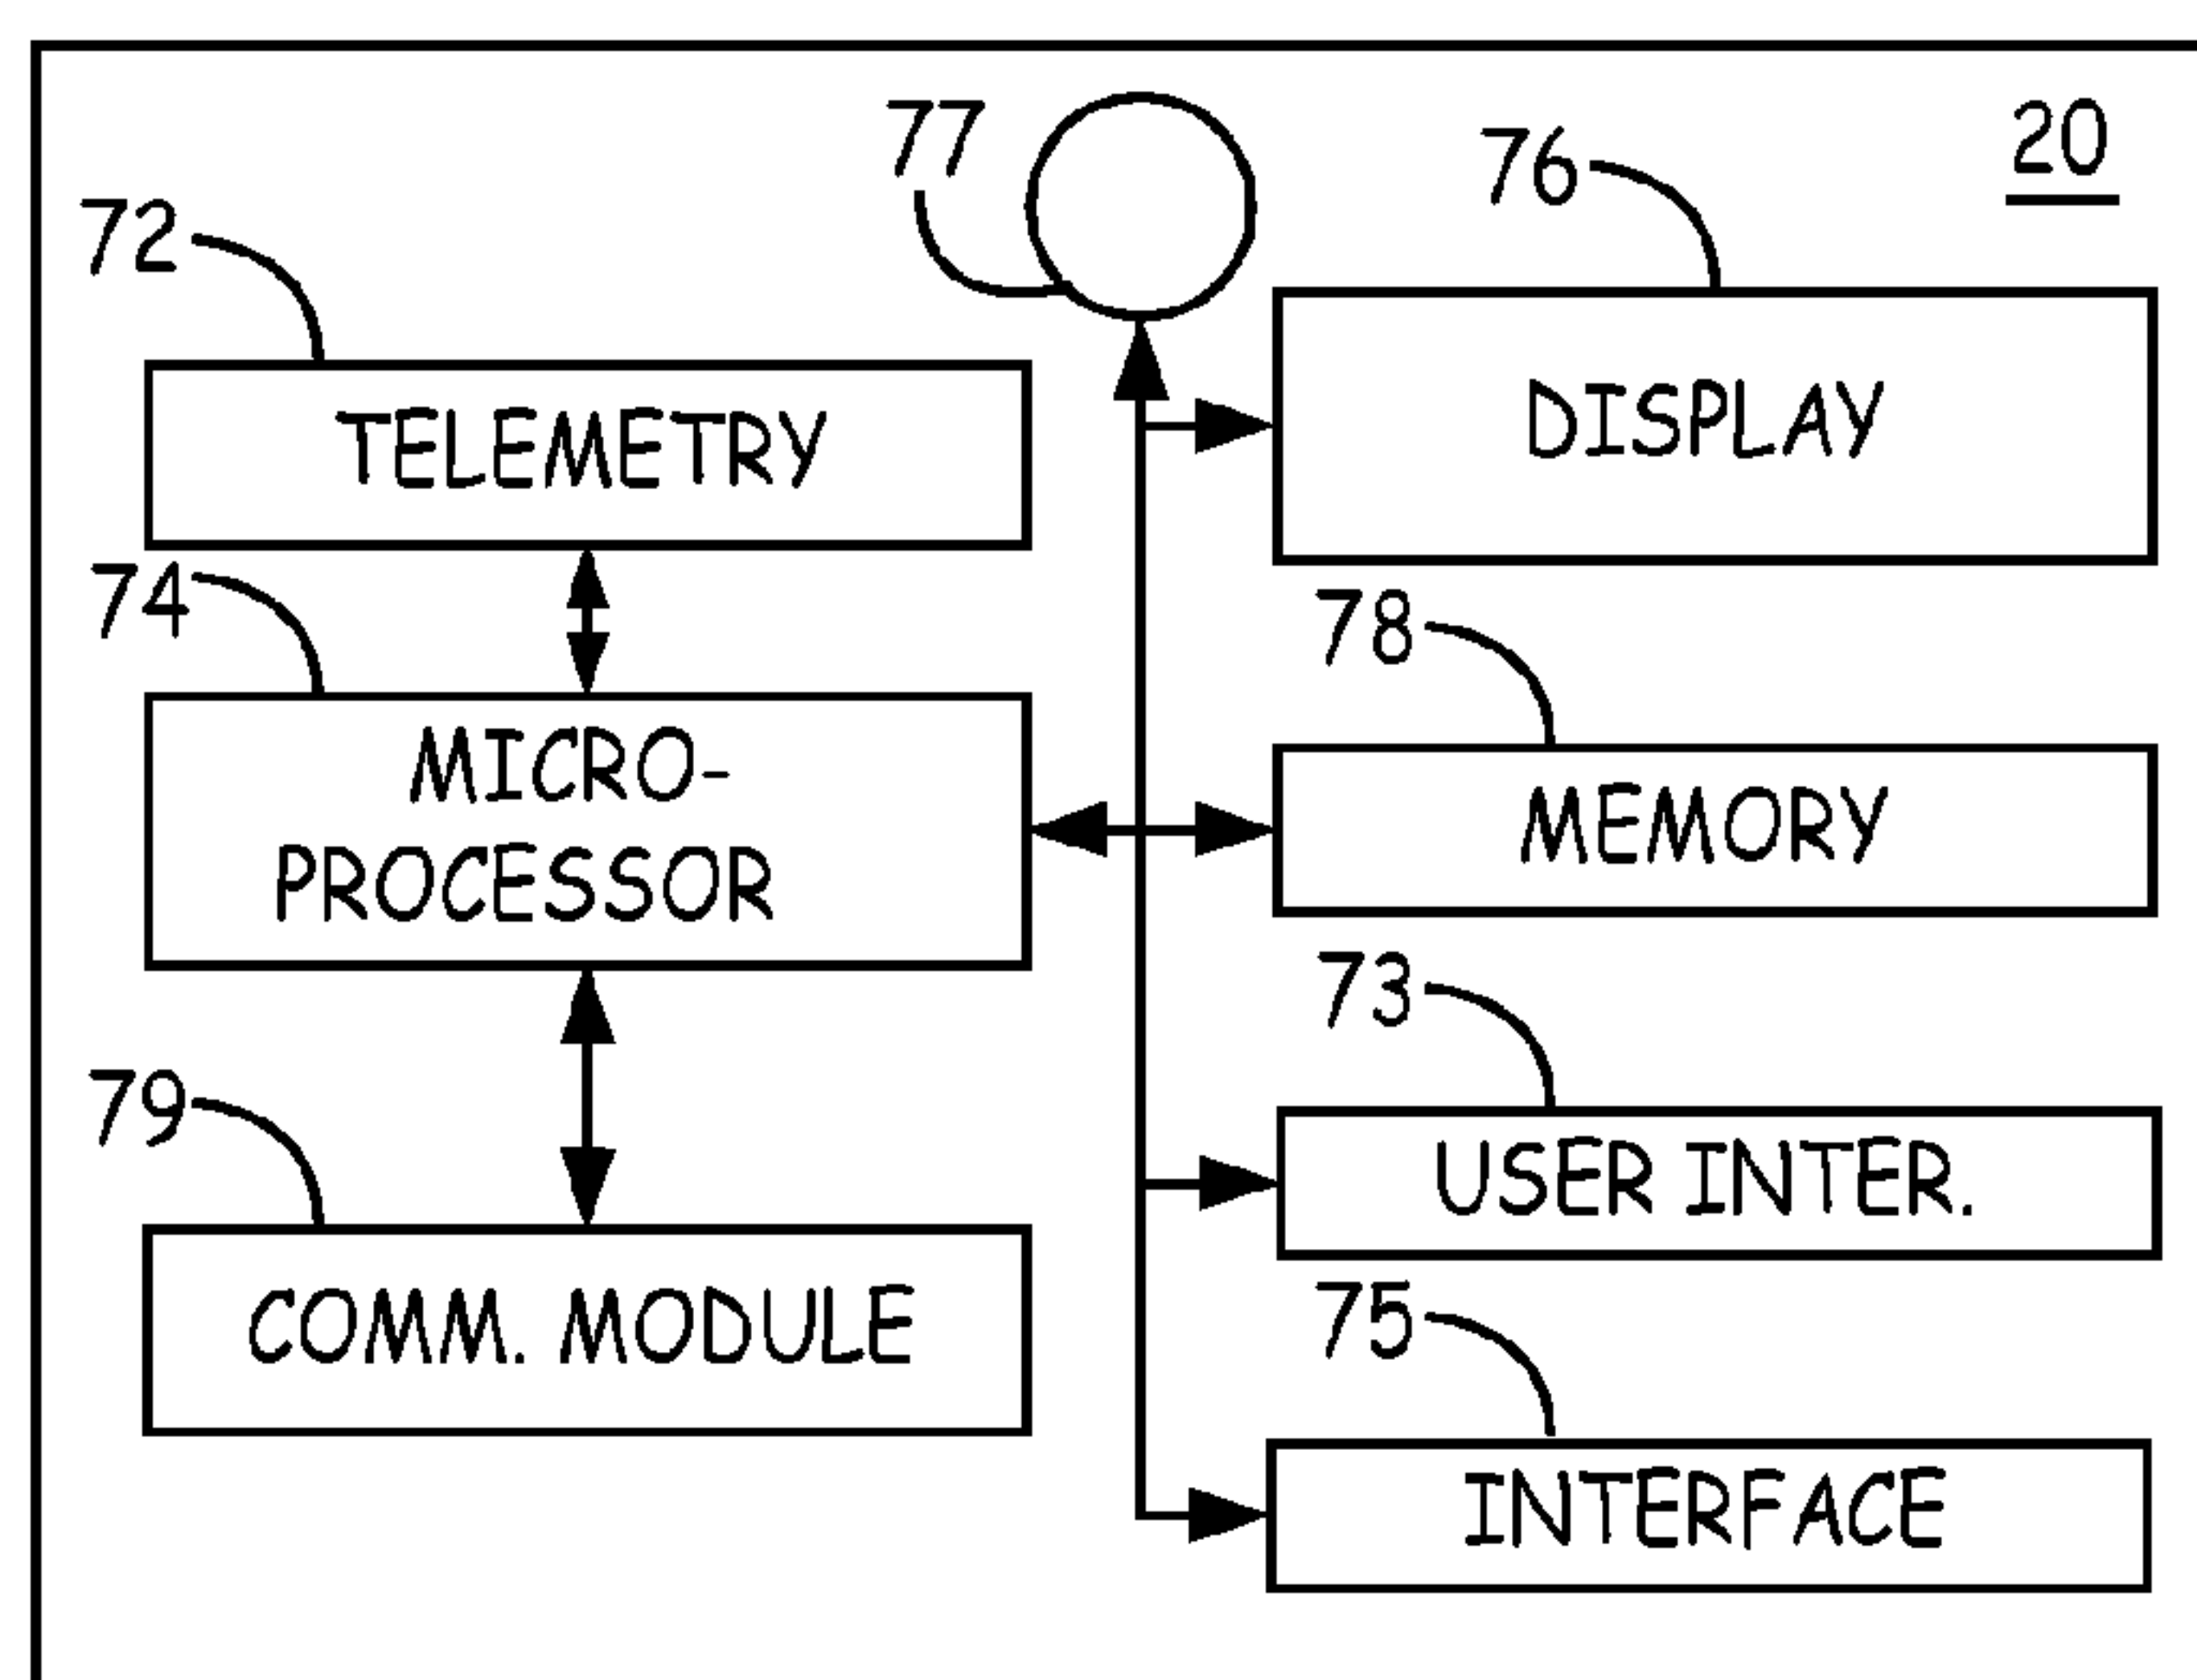 20
77
76
72
TELEMETRY
DISPLAY
74
78
MICRO-
PROCESSOR
MEMORY
73
79
USER INTER.
COMM. MODULE
75
INTERFACE